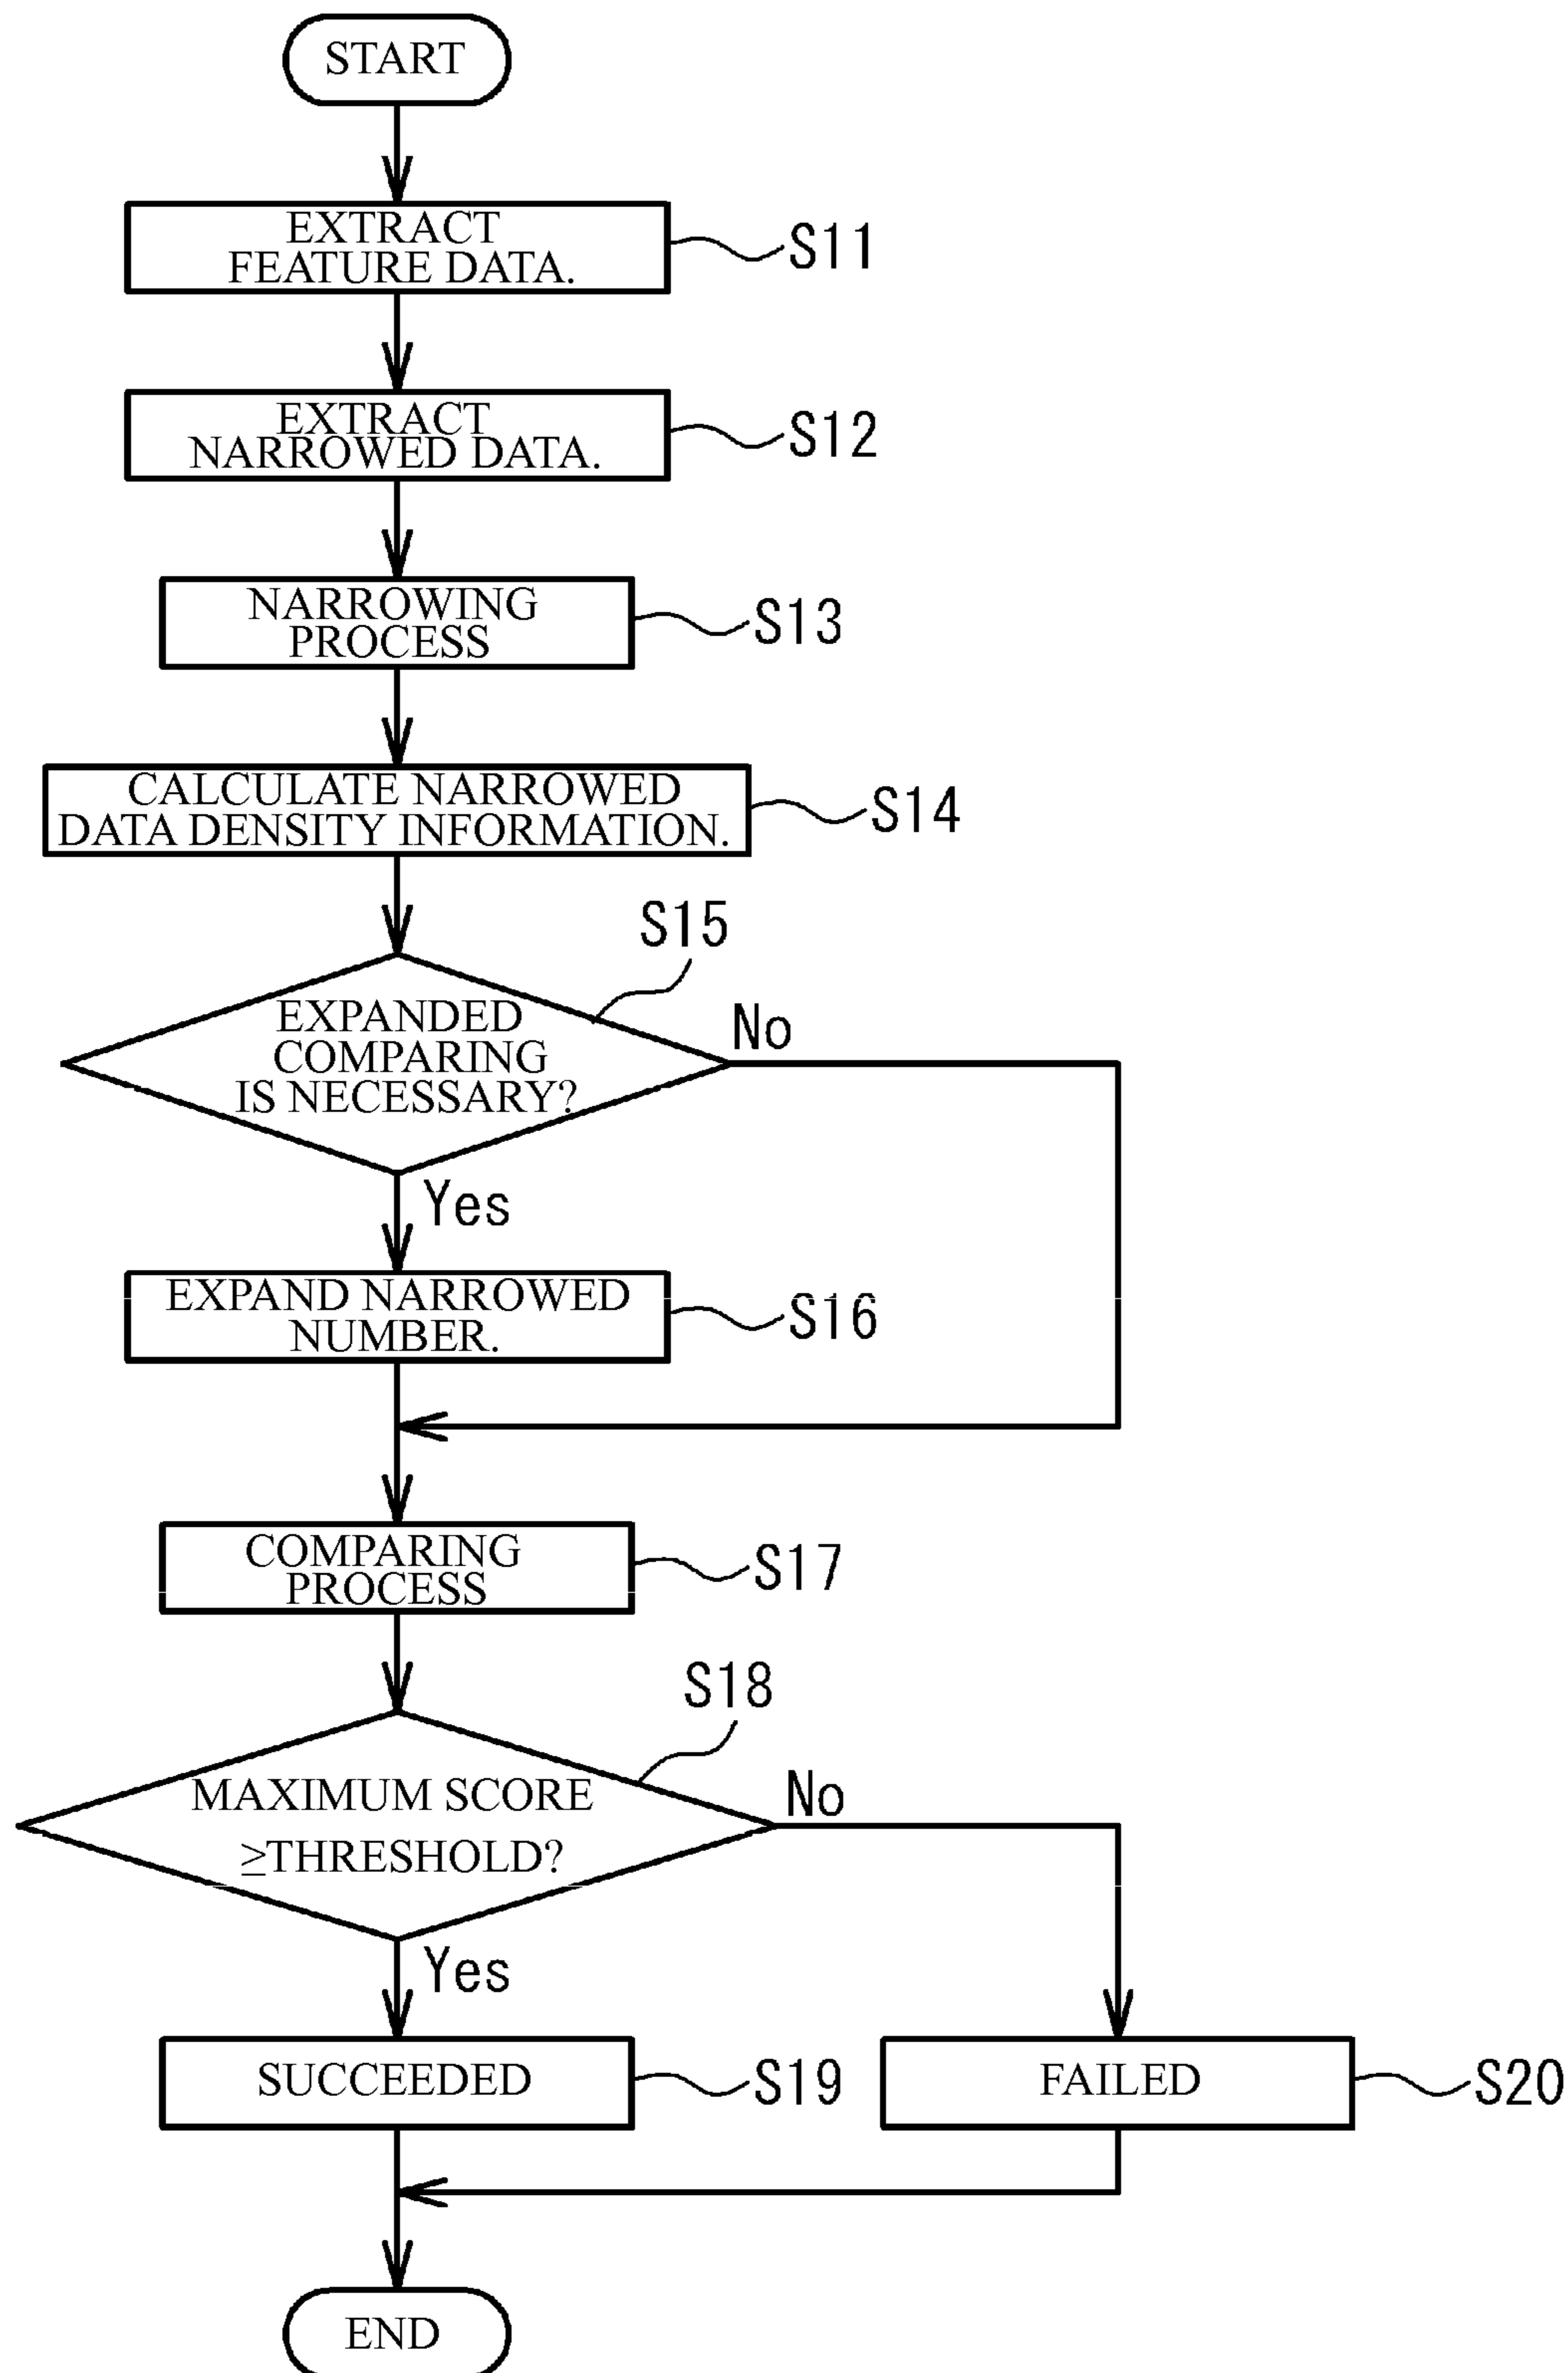 START
EXTRACT
FEATURE DATA.
S11
EXTRACT
NARROWED DATA.
S12
NARROWING
PROCESS
S13
CALCULATE NARROWED
DATA DENSITY INFORMATION.
S14
S15
EXPANDED
COMPARING
IS NECESSARY?
No
Yes
EXPAND NARROWED
NUMBER.
S16
COMPARING
PROCESS
S17
S18
MAXIMUM SCORE
≥THRESHOLD?
No
Yes
SUCCEEDED
S19
FAILED
S20
END